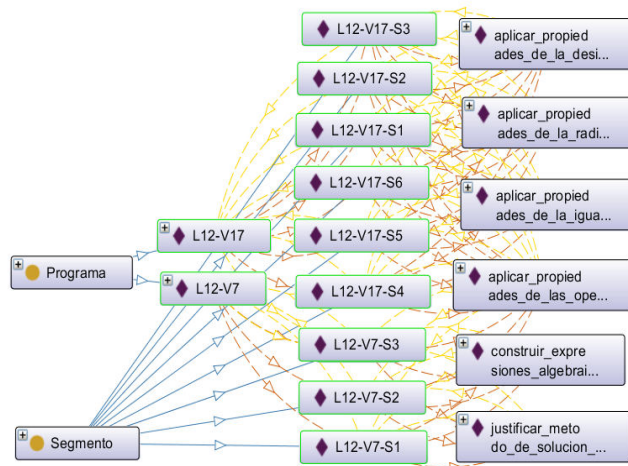 L12-V17-S3
aplicar_propied
ades_de_la_desi...
L12-V17-S2
L12-V17-S1
aplicar_propied
ades_de_la_radi...
L12-V17-S6
aplicar_propied
ades_de_la_igua...
L12-V17
L12-V17-S5
Programa
L12-V7
L12-V17-S4
aplicar_propied
ades_de_las_ope...
L12-V7-S3
construir_expre
siones_algebrai...
L12-V7-S2
Segmento
L12-V7-S1
justificar_meto
do_de_solucion_...